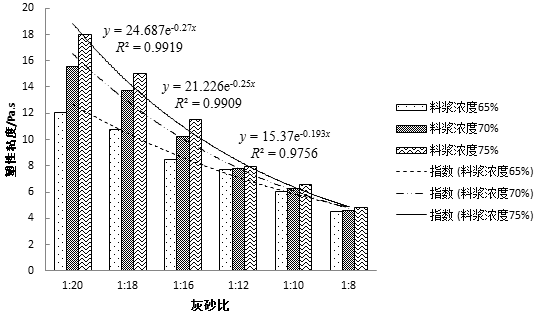 20
18
16
14
12
10
8
6
4
2
0
塑性粘度/Pa.s
y = 24.687e^-0.27x
R² = 0.9919
y = 21.226e^-0.25x
R² = 0.9909
y = 15.37e^-0.193x
R² = 0.9756
1:20 1:18 1:16 1:12 1:10 1:8
灰砂比
料浆浓度65%
料浆浓度70%
料浆浓度75%
指数 (料浆浓度65%)
指数 (料浆浓度70%)
指数 (料浆浓度75%)